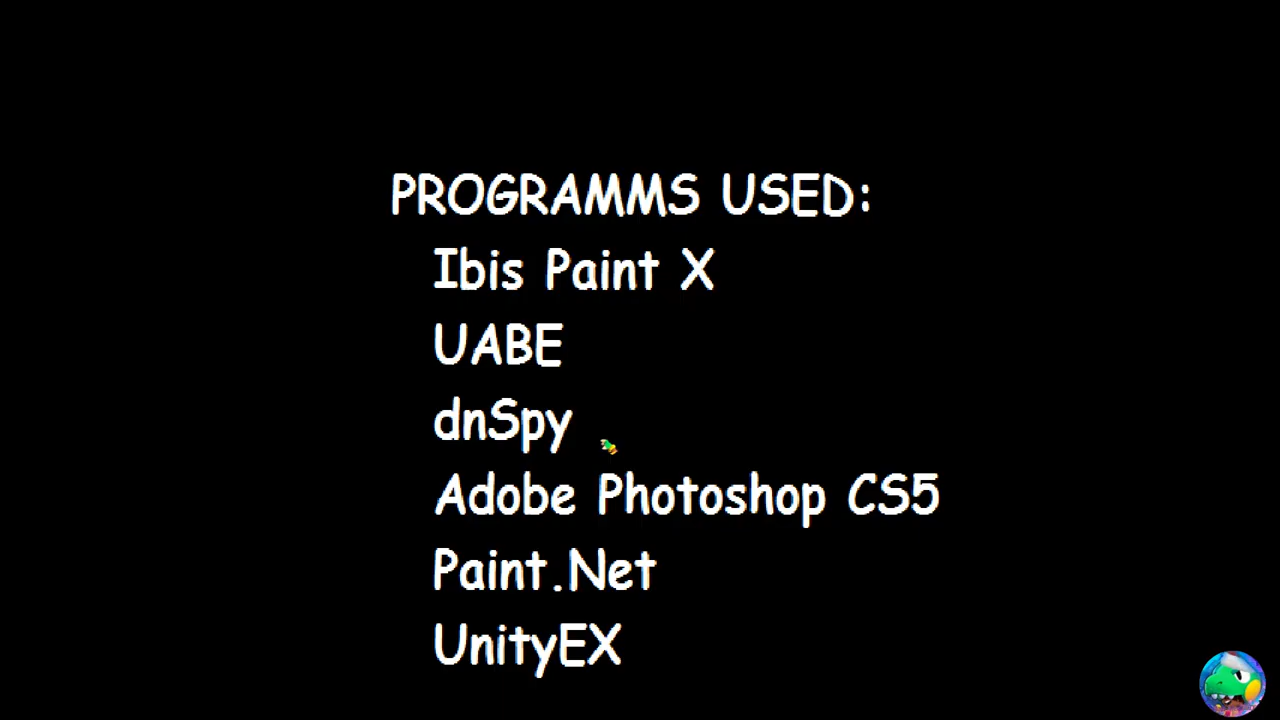 PROGRAMMS USED:
Ibis Paint X
UABE
dnSpy
Adobe Photoshop CS5
Paint.Net
UnityEX